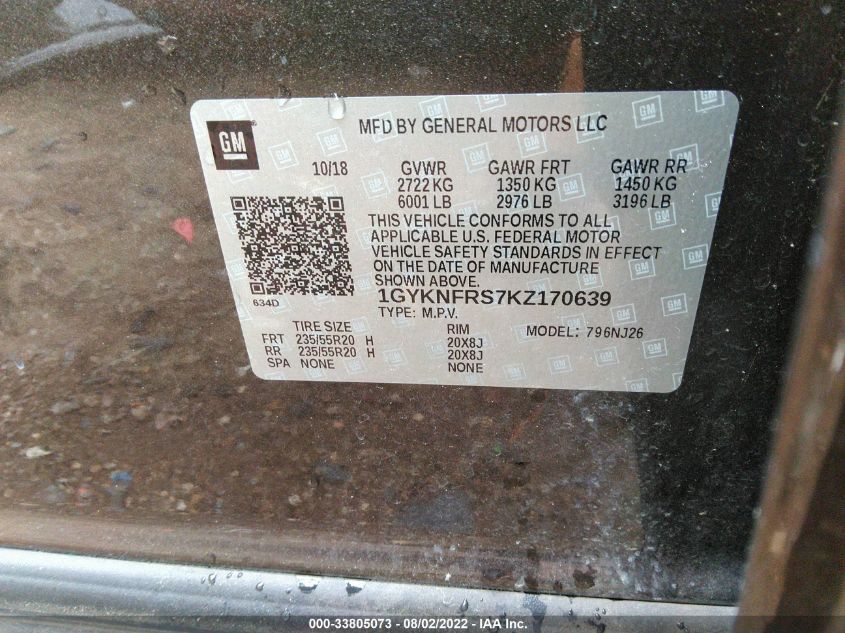 GM
MFD BY GENERAL MOTORS LLC
10/18 GVWR GAWR FRT GAWR RR
2722 KG 1350 KG 1450 KG
6001 LB 2976 LB 3196 LB
THIS VEHICLE CONFORMS TO ALL
APPLICABLE U.S. FEDERAL MOTOR
VEHICLE SAFETY STANDARDS IN EFFECT
ON THE DATE OF MANUFACTURE
SHOWN ABOVE.
634D
1GYKNFRS7KZ170639
TYPE: M.P.V.
TIRE SIZE RIM MODEL: 796NJ26
FRT 235/55R20 H 20X8J
RR 235/55R20 H 20X8J
SPA NONE NONE
000-33805073 - 08/02/2022 - IAA Inc.